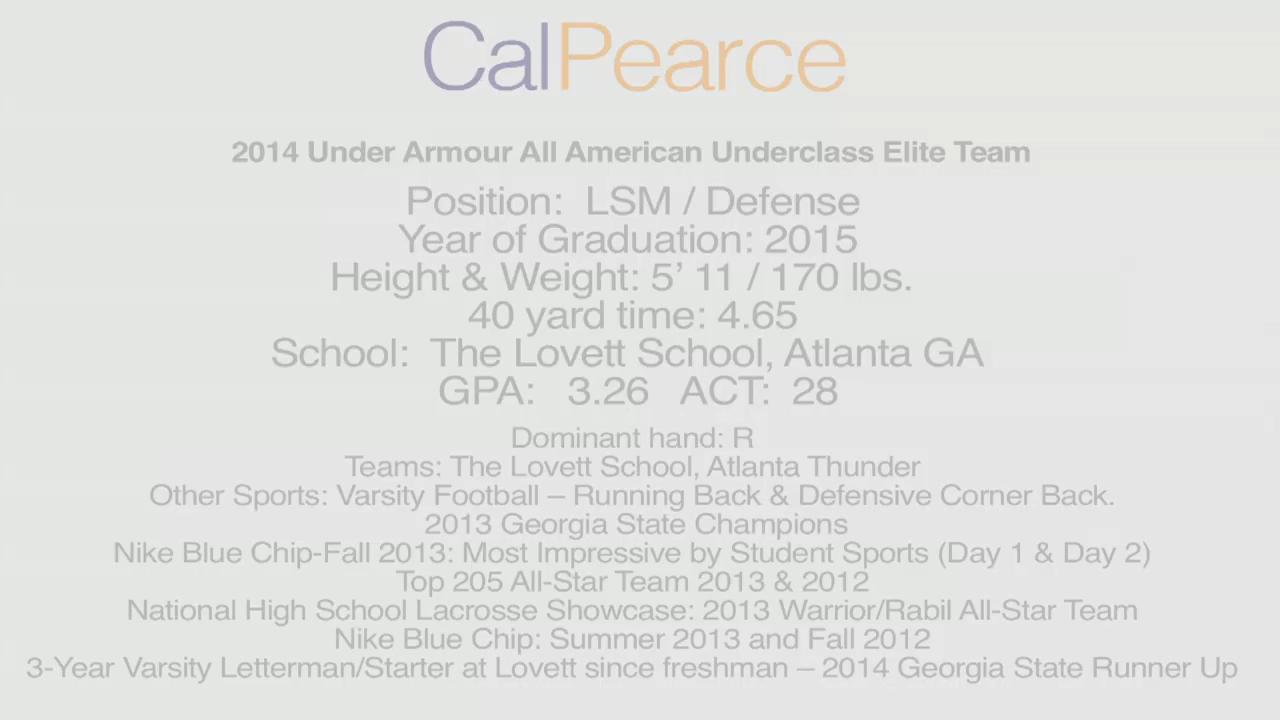 CalPearce
2014 Under Armour All American Underclass Elite Team
Position: LSM / Defense
Year of Graduation: 2015
Height & Weight: 5’ 11 / 170 lbs.
40 yard time: 4.65
School: The Lovett School, Atlanta GA
GPA: 3.26 ACT: 28
Dominant hand: R
Teams: The Lovett School, Atlanta Thunder
Other Sports: Varsity Football – Running Back & Defensive Corner Back.
2013 Georgia State Champions
Nike Blue Chip-Fall 2013: Most Impressive by Student Sports (Day 1 & Day 2)
Top 205 All-Star Team 2013 & 2012
National High School Lacrosse Showcase: 2013 Warrior/Rabil All-Star Team
Nike Blue Chip: Summer 2013 and Fall 2012
3-Year Varsity Letterman/Starter at Lovett since freshman – 2014 Georgia State Runner Up